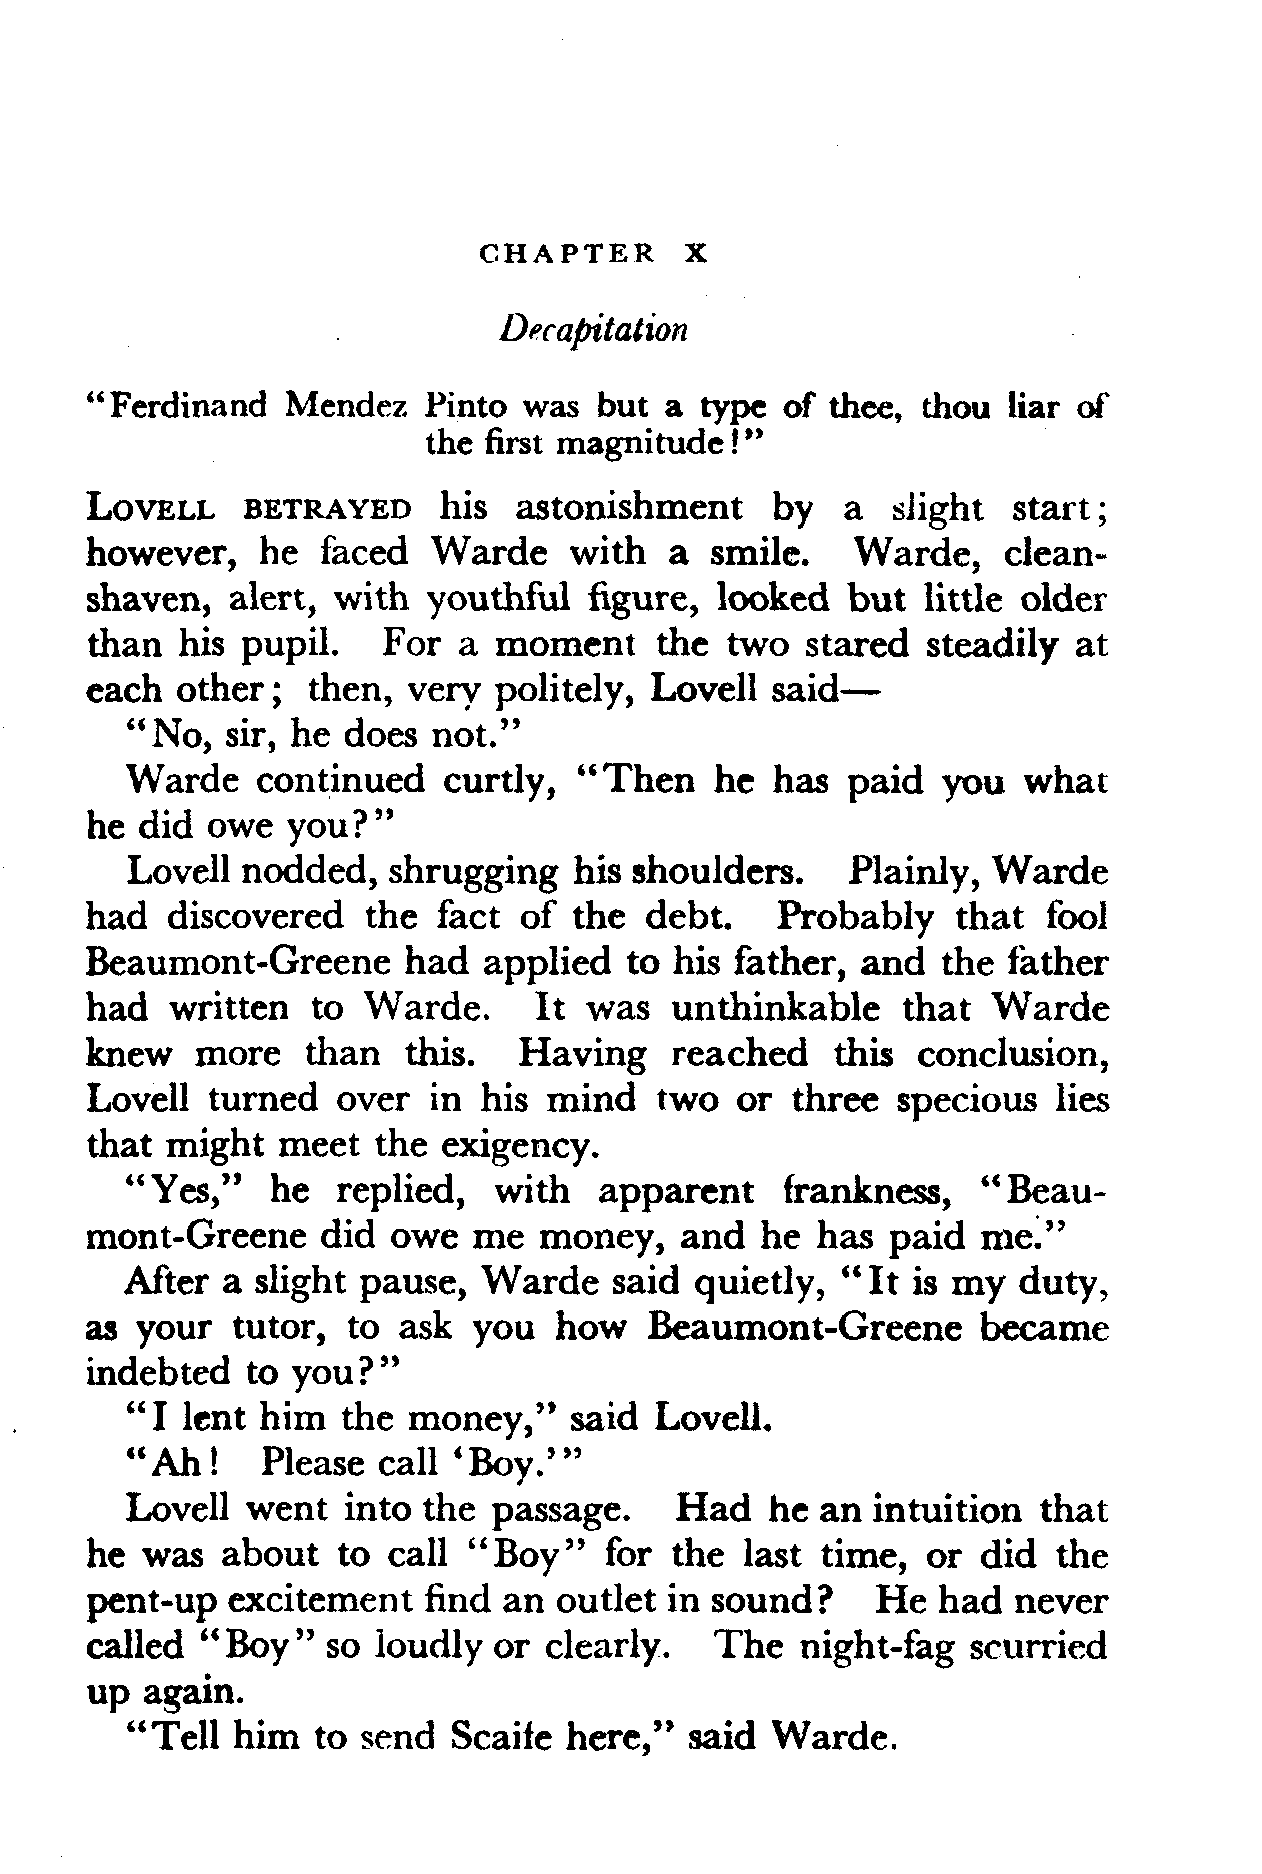 CHAPTER X
Decapitation
"Ferdinand Mendez Pinto was but a type of thee, thou liar of
the first magnitude!"
LOVELL BETRAYED his astonishment by a slight start;
however, he faced Warde with a smile. Warde, clean-
shaven, alert, with youthful figure, looked but little older
than his pupil. For a moment the two stared steadily at
each other; then, very politely, Lovell said—
"No, sir, he does not."
Warde continued curtly, "Then he has paid you what
he did owe you?"
Lovell nodded, shrugging his shoulders. Plainly, Warde
had discovered the fact of the debt. Probably that fool
Beaumont-Greene had applied to his father, and the father
had written to Warde. It was unthinkable that Warde
knew more than this. Having reached this conclusion,
Lovell turned over in his mind two or three specious lies
that might meet the exigency.
"Yes," he replied, with apparent frankness, "Beau-
mont-Greene did owe me money, and he has paid me."
After a slight pause, Warde said quietly, "It is my duty,
as your tutor, to ask you how Beaumont-Greene became
indebted to you?"
"I lent him the money," said Lovell.
"Ah! Please call 'Boy.'"
Lovell went into the passage. Had he an intuition that
he was about to call "Boy" for the last time, or did the
pent-up excitement find an outlet in sound? He had never
called "Boy" so loudly or clearly. The night-fag scurried
up again.
"Tell him to send Scaife here," said Warde.